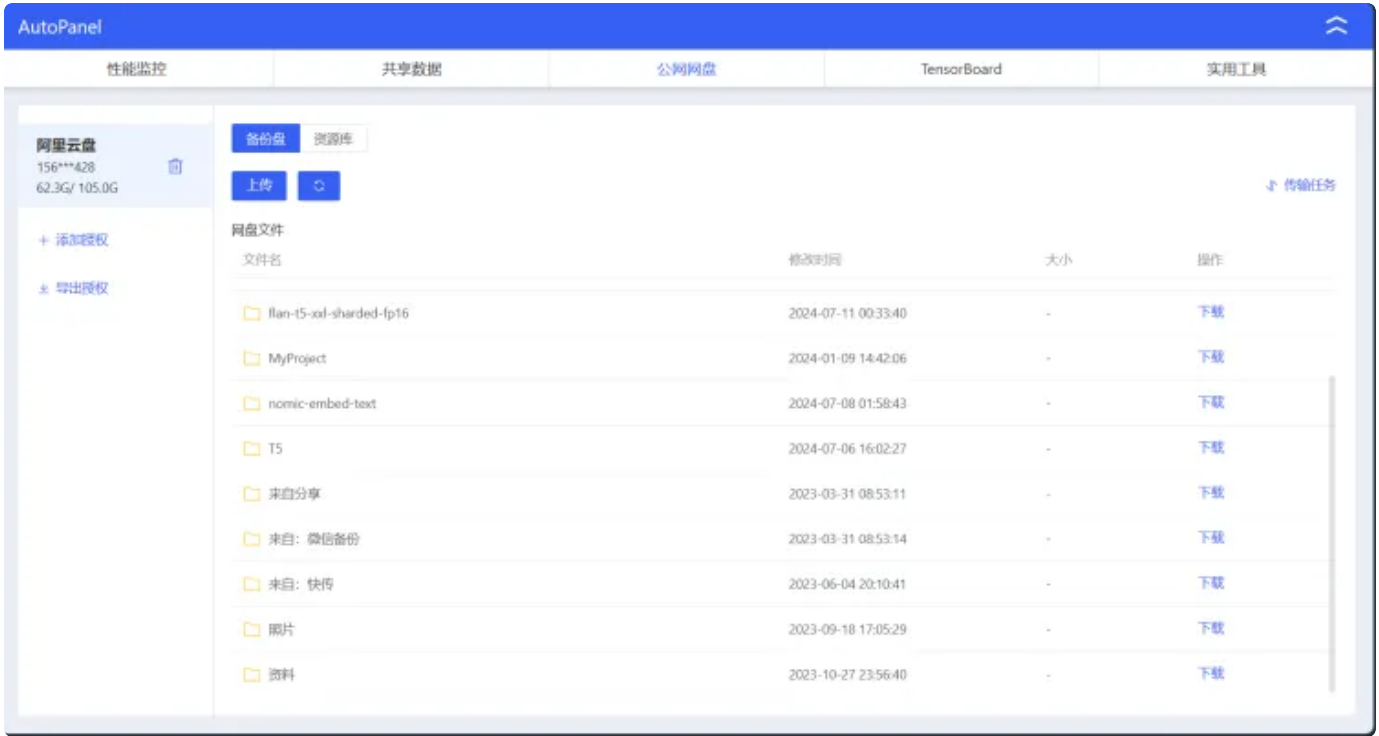 AutoPanel
性能监控 共享数据 公网网盘 TensorBoard 实用工具
阿里云盘
156***428
62.3G/ 105.0G
+ 添加授权
导出授权
备份盘 资源库
上传
传输任务
网盘文件
文件名 修改时间 大小 操作
flan-t5-xxl-sharded-fp16 2024-07-11 00:33:40 - 下载
MyProject 2024-01-09 14:42:06 - 下载
nomic-embed-text 2024-07-08 01:58:43 - 下载
T5 2024-07-06 16:02:27 - 下载
来自分享 2023-03-31 08:53:11 - 下载
来自：微信备份 2023-03-31 08:53:14 - 下载
来自：快传 2023-06-04 20:10:41 - 下载
照片 2023-09-18 17:05:29 - 下载
资料 2023-10-27 23:56:40 - 下载